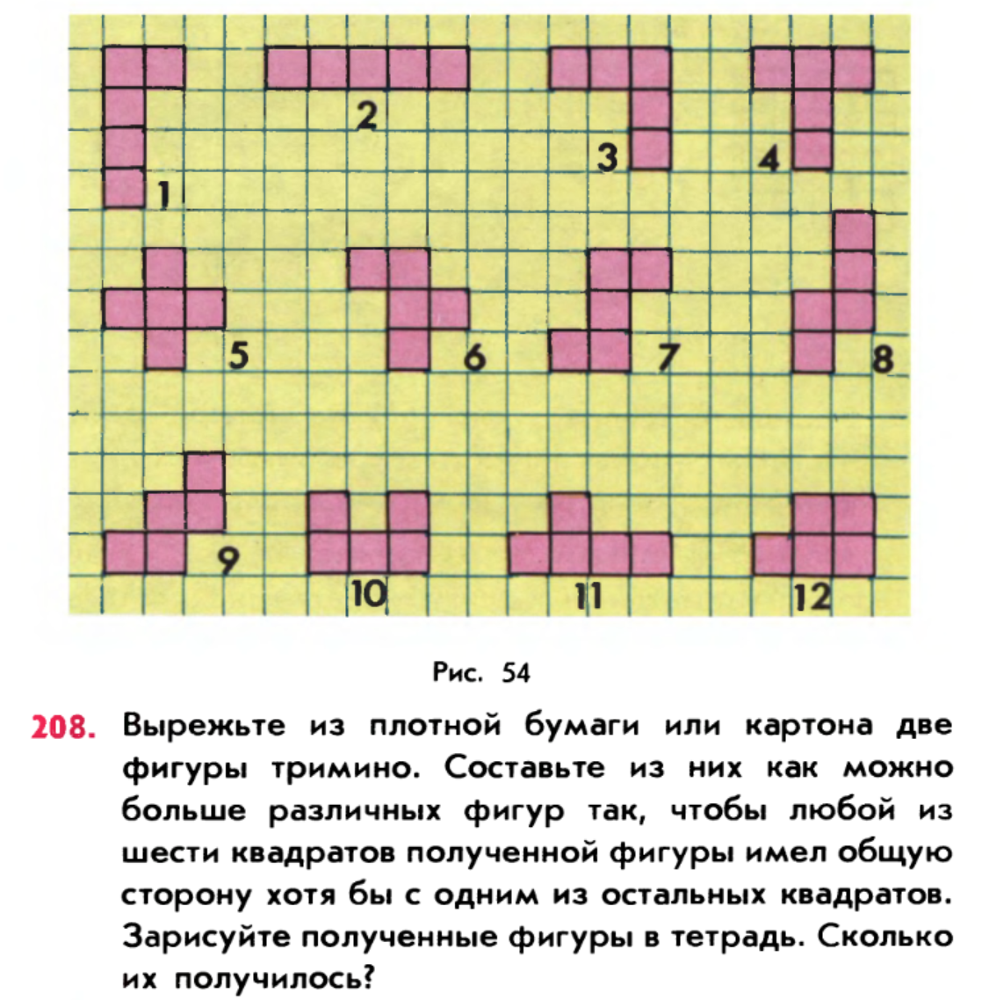 2
3
4
1
5
6
7
8
9
10
11
12
Рис. 54
208. Вырежьте из плотной бумаги или картона две
фигуры тримино. Составьте из них как можно
больше различных фигур так, чтобы любой из
шести квадратов полученной фигуры имел общую
сторону хотя бы с одним из остальных квадратов.
Зарисуйте полученные фигуры в тетрадь. Сколько
их получилось?